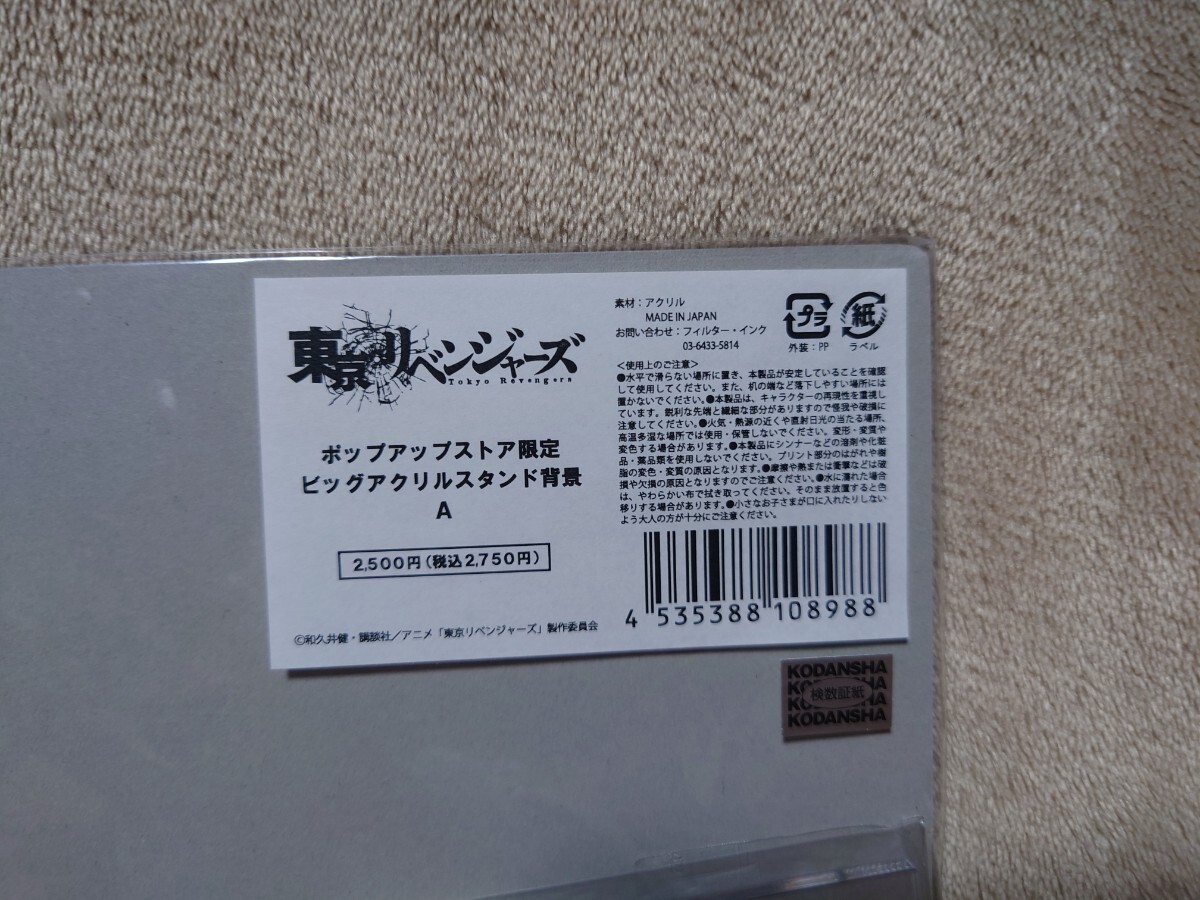 東京リベンジャーズ
Tokyo Revengers
ポップアップストア限定
ビッグアクリルスタンド背景
A
2,500円(税込2,750円)
©和久井健・講談社/アニメ「東京リベンジャーズ」製作委員会
素材:アクリル
MADE IN JAPAN
お問い合わせ:フィルター・インク
03-6433-5814
プラ
外装:PP
紙
ラベル
<使用上のご注意>
●水平で滑らない場所に置き、本製品が安定していることを確認
して使用してください。また、机の端など落下しやすい場所には
置かないでください。●本製品は、キャラクターの再現性を重視し
ています。鋭利な先端と繊細な部分がありますので怪我や破損に
注意してください。●火気・熱源の近くや直射日光の当たる場所、
高温多湿な場所では使用・保管しないでください。変形・変質や
変色する場合があります。●本製品にシンナーなどの溶剤や化粧
品・薬品類を使用しないでください。プリント部分のはがれや樹
脂の変色・変質の原因となります。●摩擦や熱または衝撃などは破
損や欠損の原因となりますのでご注意ください。●水に濡れた場合
は、やわらかい布で拭き取ってください。そのまま放置すると色
移りする場合があります。●小さなお子さまが口に入れたりしない
よう大人の方が十分にご注意ください。
4 535388 108988
KODANSHA
検数証紙
KODANSHA